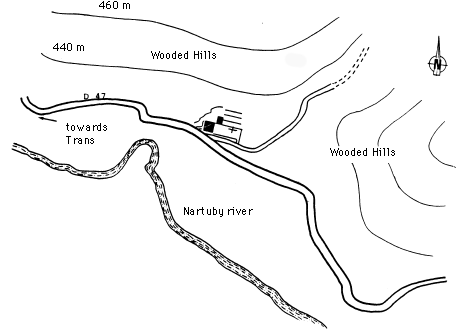 460 m
440 m
Wooded Hills
N
D 47
towards
Trans
Wooded Hills
Nartuby river